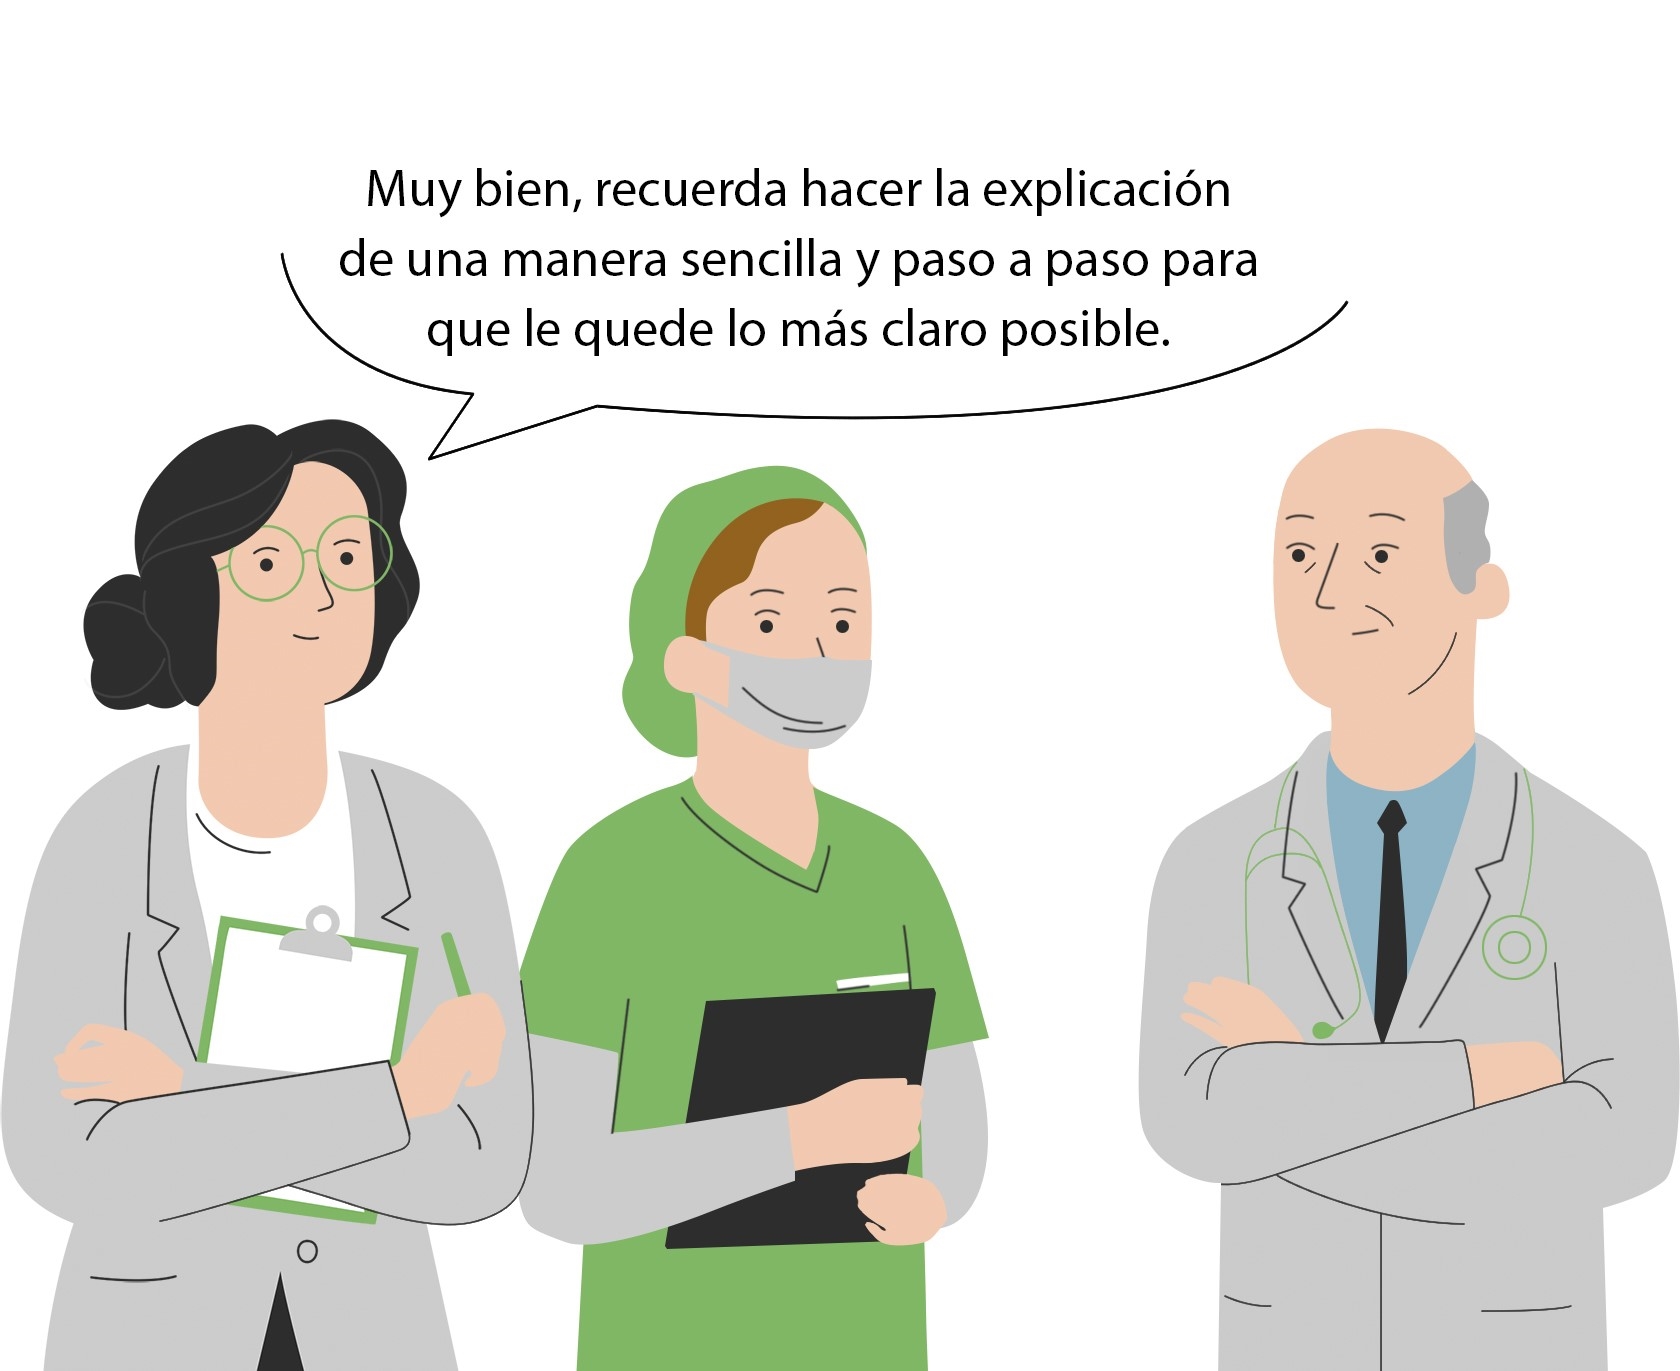 Muy bien, recuerda hacer la explicación
de una manera sencilla y paso a paso para
que le quede lo más claro posible.